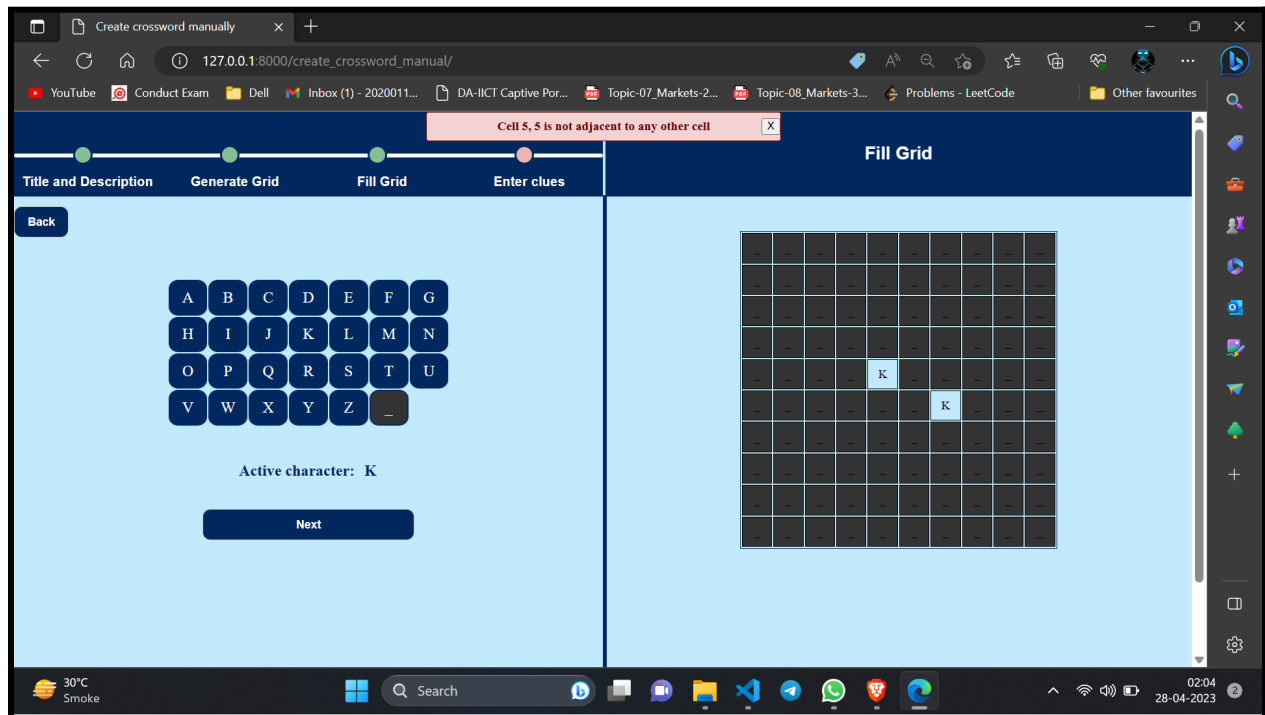 Create crossword manually
127.0.0.1:8000/create_crossword_manual/
YouTube Conduct Exam Dell Inbox (1) - 2020011... DA-IICT Captive Por... Topic-07_Markets-2... Topic-08_Markets-3... Problems - LeetCode Other favourites
Cell 5, 5 is not adjacent to any other cell X
Title and Description Generate Grid Fill Grid Enter clues
Fill Grid
Back
A B C D E F G
H I J K L M N
O P Q R S T U
V W X Y Z _
Active character: K
Next
_ _ _ _ _ _ _ _ _ _
_ _ _ _ _ _ _ _ _ _
_ _ _ _ _ _ _ _ _ _
_ _ _ _ _ _ _ _ _ _
_ _ _ _ K _ _ _ _ _
_ _ _ _ _ _ K _ _ _
_ _ _ _ _ _ _ _ _ _
_ _ _ _ _ _ _ _ _ _
_ _ _ _ _ _ _ _ _ _
_ _ _ _ _ _ _ _ _ _
30°C
Smoke
Search
02:04
28-04-2023
2